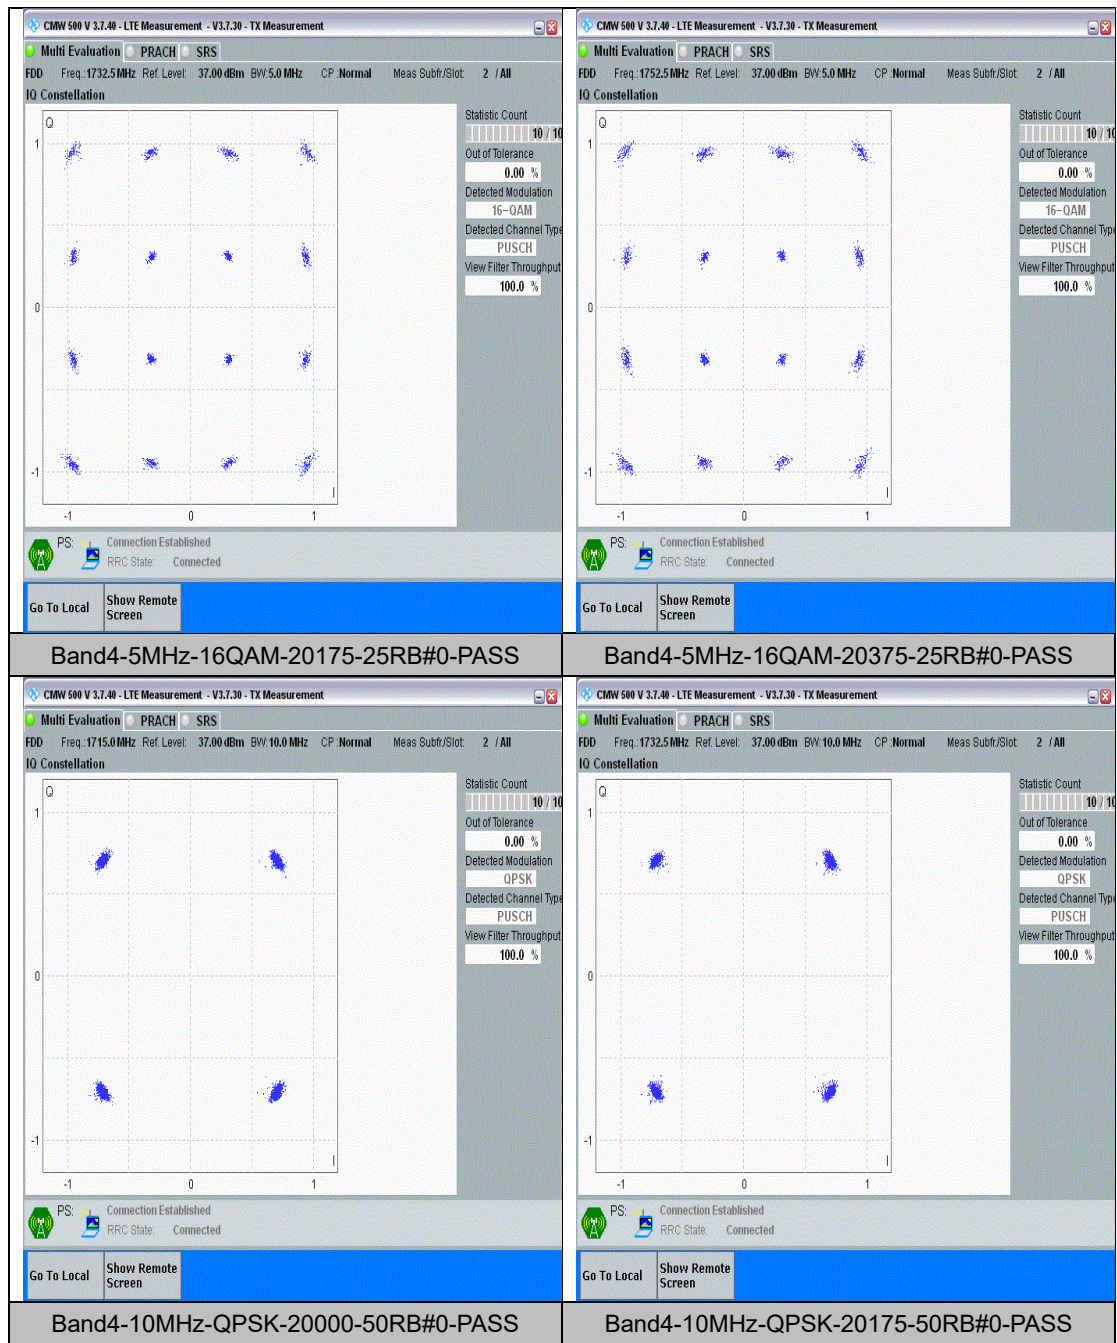 CMW 500 V 3.7.40 - LTE Measurement - V3.7.30 - TX Measurement
Multi Evaluation PRACH SRS
FDD Freq.:1732.5 MHz Ref. Level: 37.00 dBm BW:5.0 MHz CP :Normal Meas Subfr./Slot: 2 / All
IQ Constellation
Q
1
0
-1
I
-1 0 1
Statistic Count
10 / 10
Out of Tolerance
0.00 %
Detected Modulation
16-QAM
Detected Channel Type
PUSCH
View Filter Throughput
100.0 %
PS: Connection Established
RRC State: Connected
Go To Local
Show Remote
Screen
Band4-5MHz-16QAM-20175-25RB#0-PASS
CMW 500 V 3.7.40 - LTE Measurement - V3.7.30 - TX Measurement
Multi Evaluation PRACH SRS
FDD Freq.:1752.5 MHz Ref. Level: 37.00 dBm BW:5.0 MHz CP :Normal Meas Subfr./Slot: 2 / All
IQ Constellation
Q
1
0
-1
I
-1 0 1
Statistic Count
10 / 10
Out of Tolerance
0.00 %
Detected Modulation
16-QAM
Detected Channel Type
PUSCH
View Filter Throughput
100.0 %
PS: Connection Established
RRC State: Connected
Go To Local
Show Remote
Screen
Band4-5MHz-16QAM-20375-25RB#0-PASS
CMW 500 V 3.7.40 - LTE Measurement - V3.7.30 - TX Measurement
Multi Evaluation PRACH SRS
FDD Freq.:1715.0 MHz Ref. Level: 37.00 dBm BW:10.0 MHz CP :Normal Meas Subfr./Slot: 2 / All
IQ Constellation
Q
1
0
-1
I
-1 0 1
Statistic Count
10 / 10
Out of Tolerance
0.00 %
Detected Modulation
QPSK
Detected Channel Type
PUSCH
View Filter Throughput
100.0 %
PS: Connection Established
RRC State: Connected
Go To Local
Show Remote
Screen
Band4-10MHz-QPSK-20000-50RB#0-PASS
CMW 500 V 3.7.40 - LTE Measurement - V3.7.30 - TX Measurement
Multi Evaluation PRACH SRS
FDD Freq.:1732.5 MHz Ref. Level: 37.00 dBm BW:10.0 MHz CP :Normal Meas Subfr./Slot: 2 / All
IQ Constellation
Q
1
0
-1
I
-1 0 1
Statistic Count
10 / 10
Out of Tolerance
0.00 %
Detected Modulation
QPSK
Detected Channel Type
PUSCH
View Filter Throughput
100.0 %
PS: Connection Established
RRC State: Connected
Go To Local
Show Remote
Screen
Band4-10MHz-QPSK-20175-50RB#0-PASS